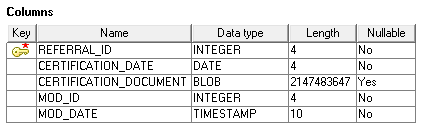 Columns
Key Name Data type Length Nullable
REFERRAL_ID INTEGER 4 No
CERTIFICATION_DATE DATE 4 No
CERTIFICATION_DOCUMENT BLOB 2147483647 Yes
MOD_ID INTEGER 4 No
MOD_DATE TIMESTAMP 10 No